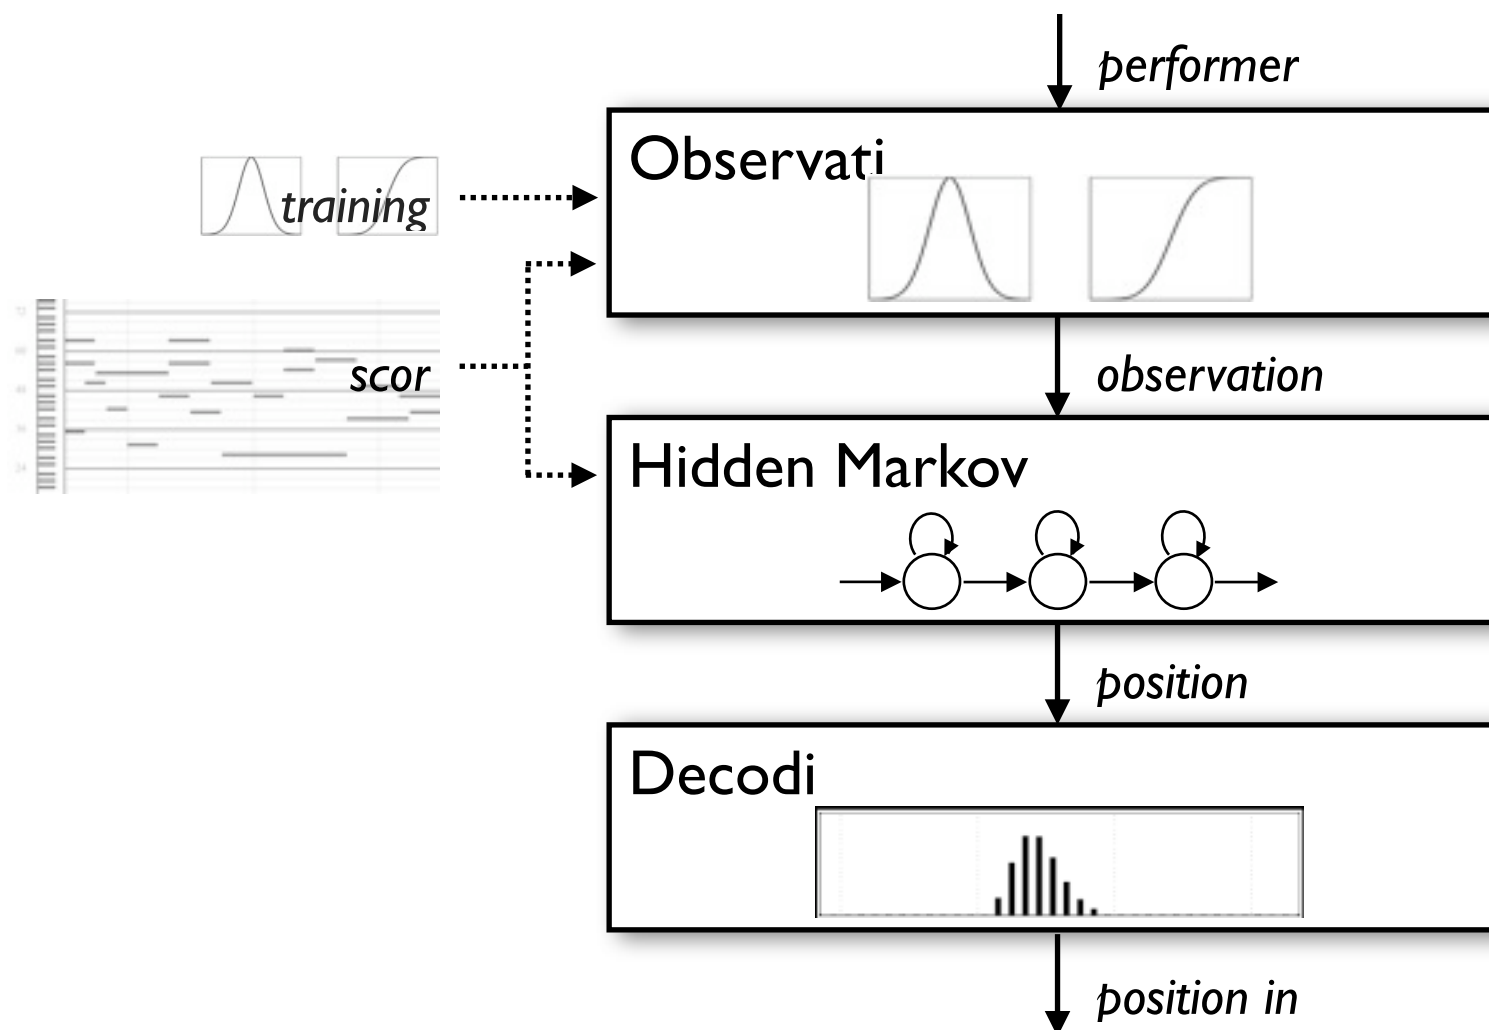 performer
Observati
training
scor
observation
Hidden Markov
position
Decodi
position in